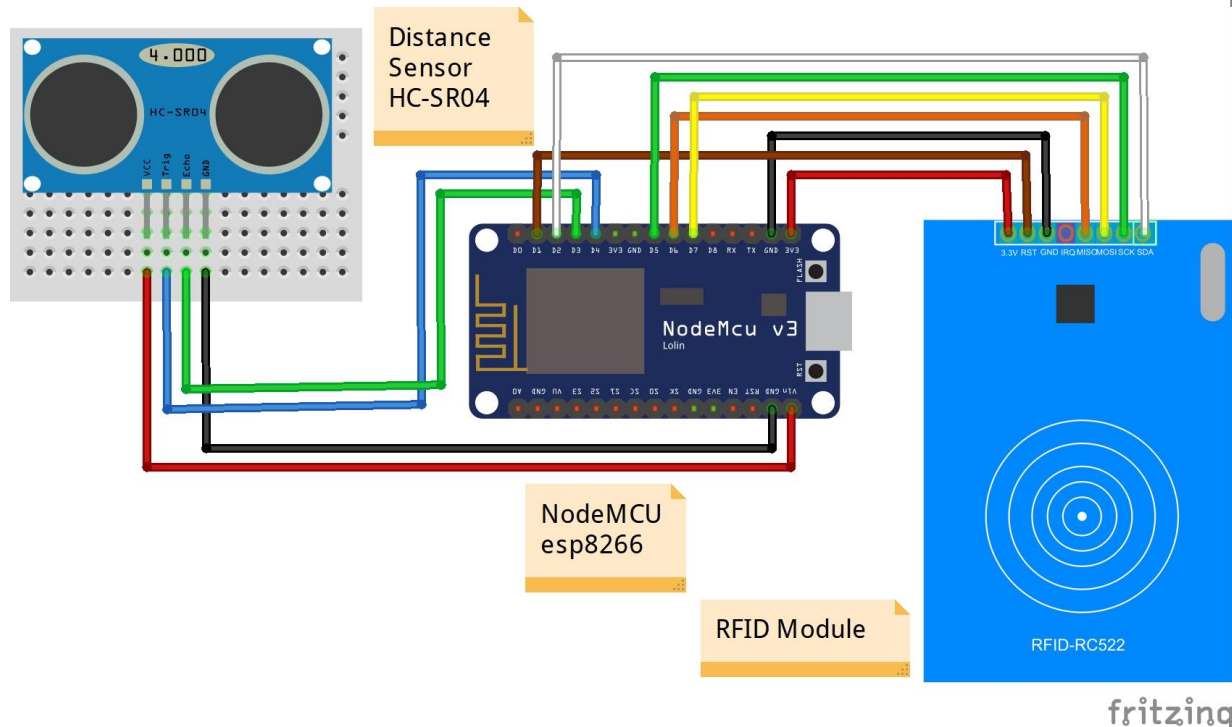 4.000
HC-SR04
VCC Trig Echo GND
Distance
Sensor
HC-SR04
D0 D1 D2 D3 D4 3V3 GND D5 D6 D7 D8 RX TX GND 3V3
FLASH
NodeMcu v3
Lolin
RST
A0 GND VU S3 S2 S1 SC S0 SK GND 3V3 EN RST GND Vin
3.3V RST GND IRQ MISO MOSI SCK SDA
NodeMCU
esp8266
RFID Module
RFID-RC522
fritzing